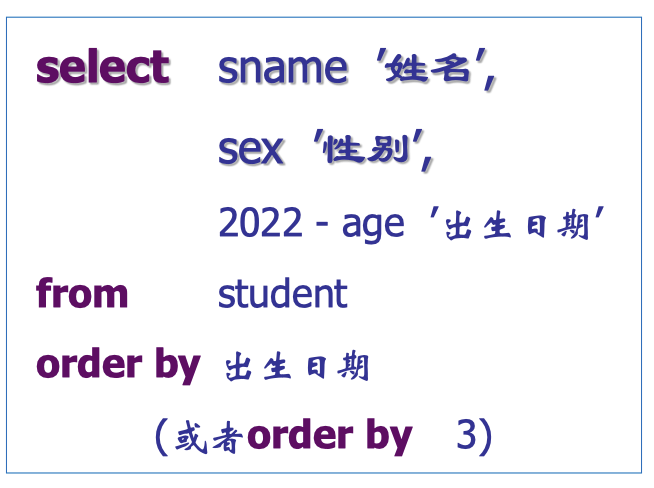 select sname '姓名',
sex '性别',
2022 - age '出生日期'
from student
order by 出生日期
(或者order by 3)